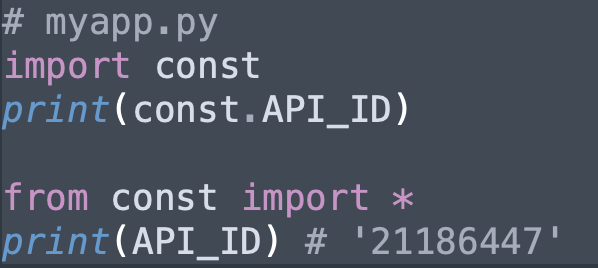 # myapp.py
import const
print(const.API_ID)
from const import *
print(API_ID) # '21186447'